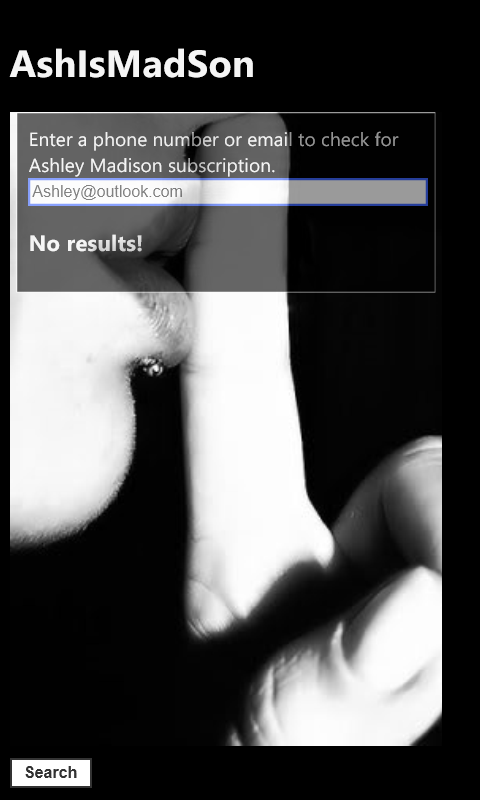 AshIsMadSon
Enter a phone number or email to check for
Ashley Madison subscription.
Ashley@outlook.com
No results!
Search